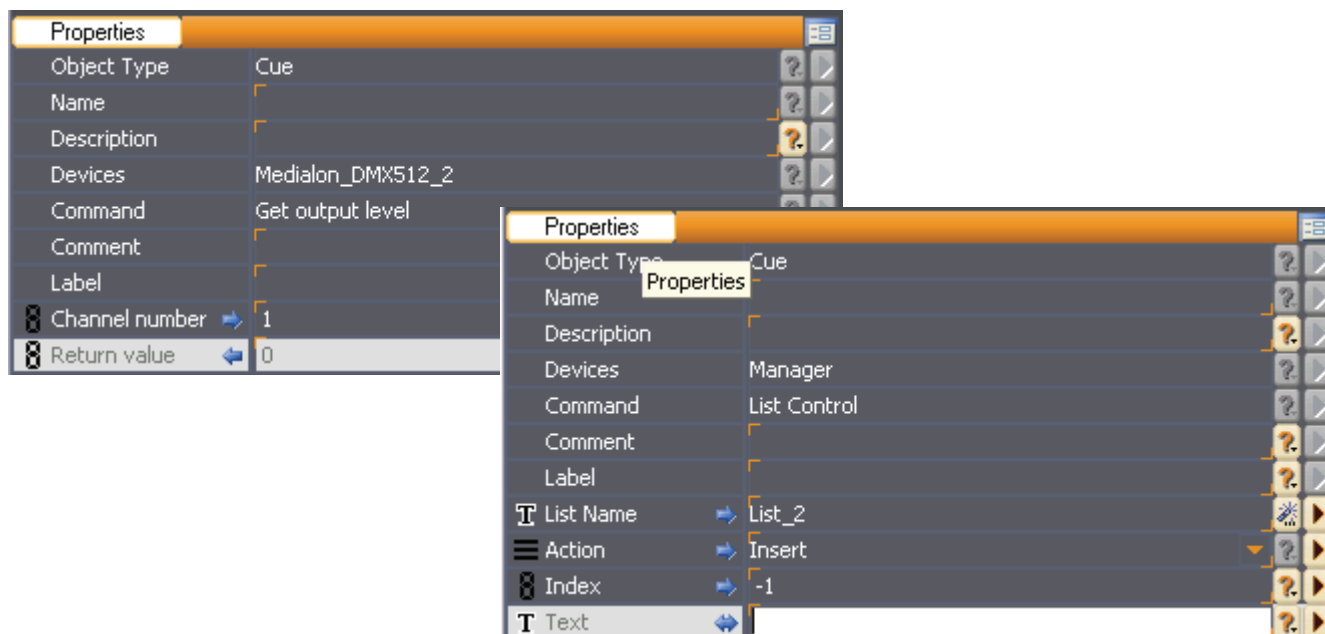 Properties
Object Type Cue
Name
Description
Devices Medialon_DMX512_2
Command Get output level
Comment
Label
Channel number 1
Return value 0
Properties
Object Type Cue
Properties
Name
Description
Devices Manager
Command List Control
Comment
Label
T List Name List_2
Action Insert
Index -1
T Text